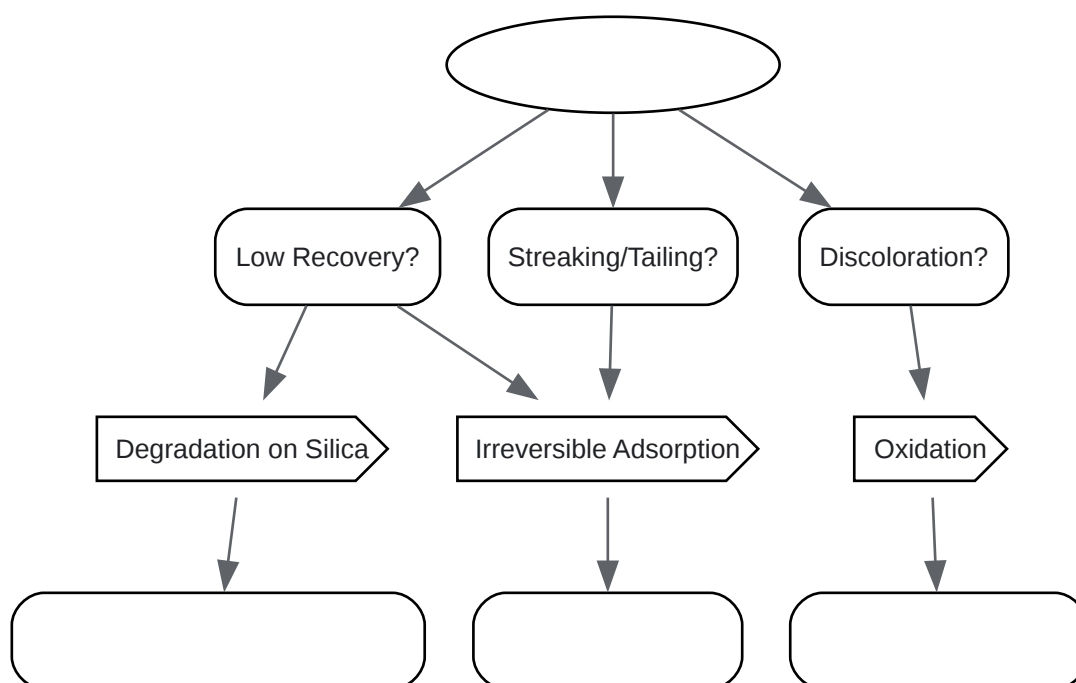 Low Recovery?
Streaking/Tailing?
Discoloration?
Degradation on Silica
Irreversible Adsorption
Oxidation